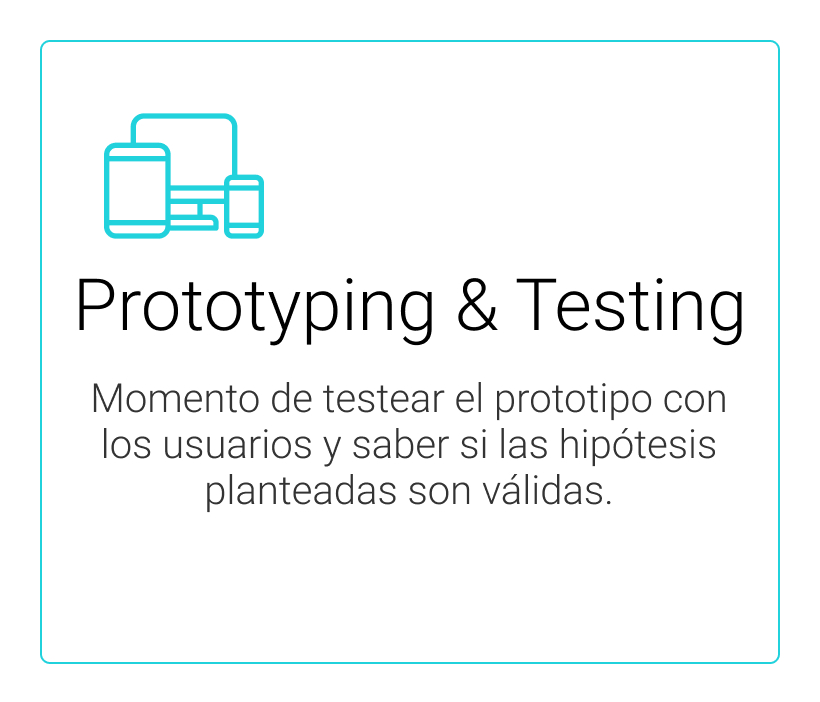 Prototyping & Testing
Momento de testear el prototipo con
los usuarios y saber si las hipótesis
planteadas son válidas.